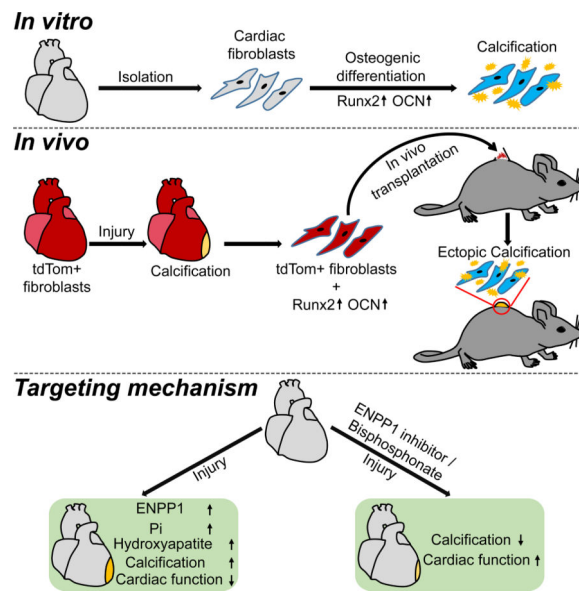 In vitro
Cardiac
fibroblasts
Isolation
Osteogenic
differentiation
Runx2⬆ OCN⬆
Calcification
In vivo
In vivo
transplantation
Injury
tdTom+
fibroblasts
Calcification
tdTom+ fibroblasts
+
Runx2⬆ OCN⬆
Ectopic Calcification
Targeting mechanism
Injury
ENPP1 inhibitor /
Bisphosphonate
Injury
ENPP1 ↑
Pi ↑
Hydroxyapatite ↑
Calcification ↑
Cardiac function ↓
Calcification ↓
Cardiac function ↑